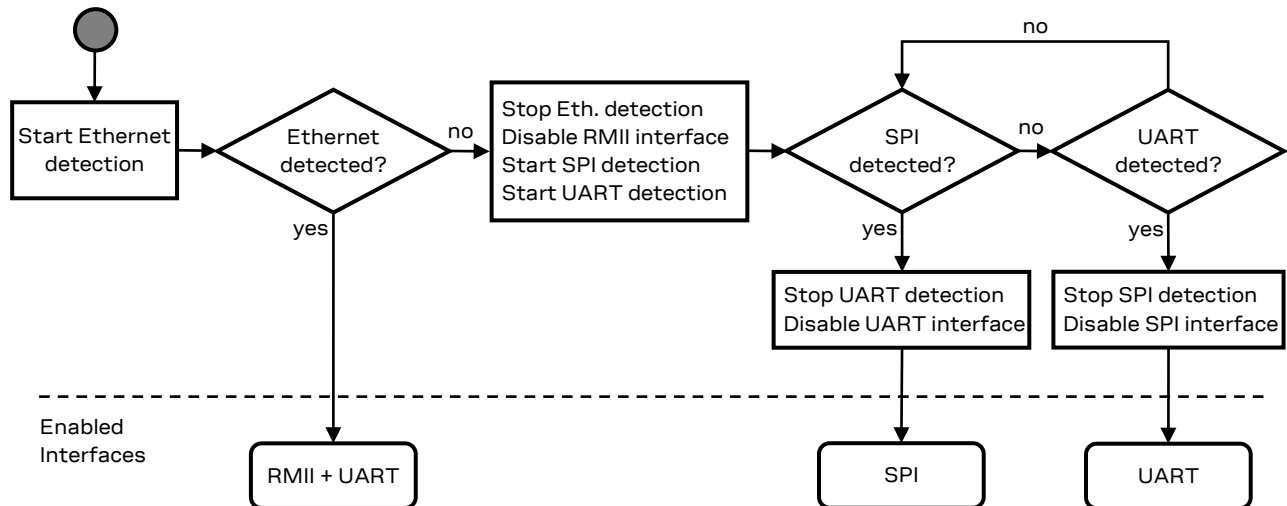 no
Start Ethernet
detection
Ethernet
detected?
no
Stop Eth. detection
Disable RMII interface
Start SPI detection
Start UART detection
SPI
detected?
no
UART
detected?
yes
yes
yes
Stop UART detection
Disable UART interface
Stop SPI detection
Disable SPI interface
Enabled
Interfaces
RMII + UART
SPI
UART